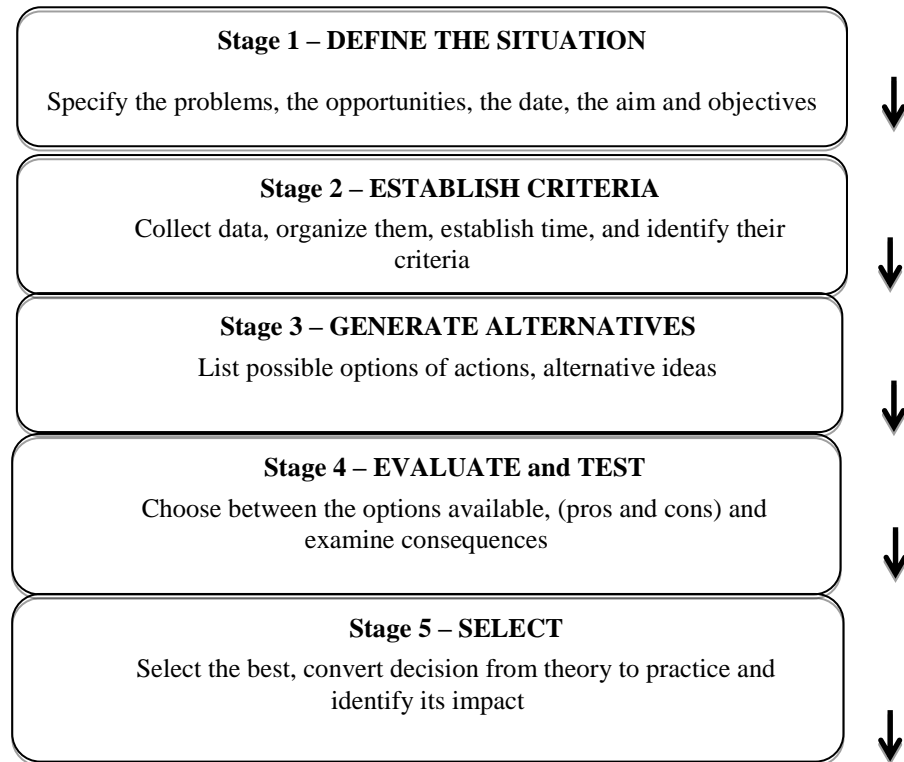 Stage 1 – DEFINE THE SITUATION
Specify the problems, the opportunities, the date, the aim and objectives
Stage 2 – ESTABLISH CRITERIA
Collect data, organize them, establish time, and identify their
criteria
Stage 3 – GENERATE ALTERNATIVES
List possible options of actions, alternative ideas
Stage 4 – EVALUATE and TEST
Choose between the options available, (pros and cons) and
examine consequences
Stage 5 – SELECT
Select the best, convert decision from theory to practice and
identify its impact